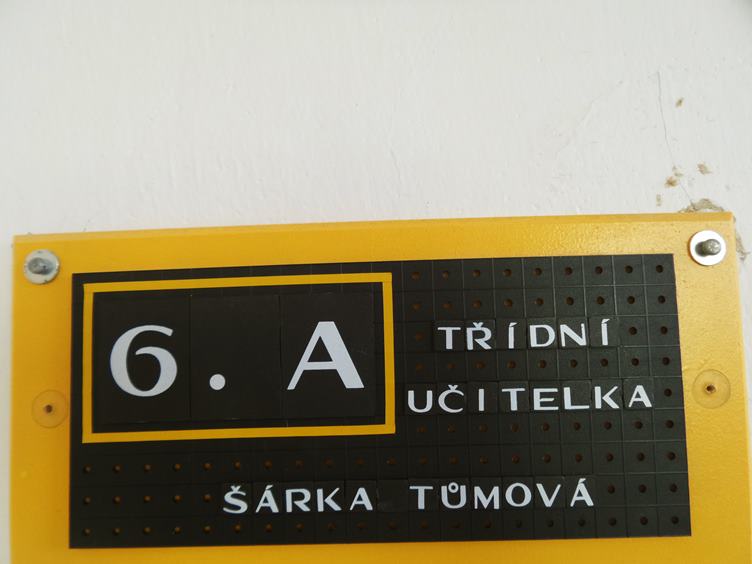 6. A
TŘÍDNÍ
UČITELKA
ŠÁRKA TŮMOVÁ